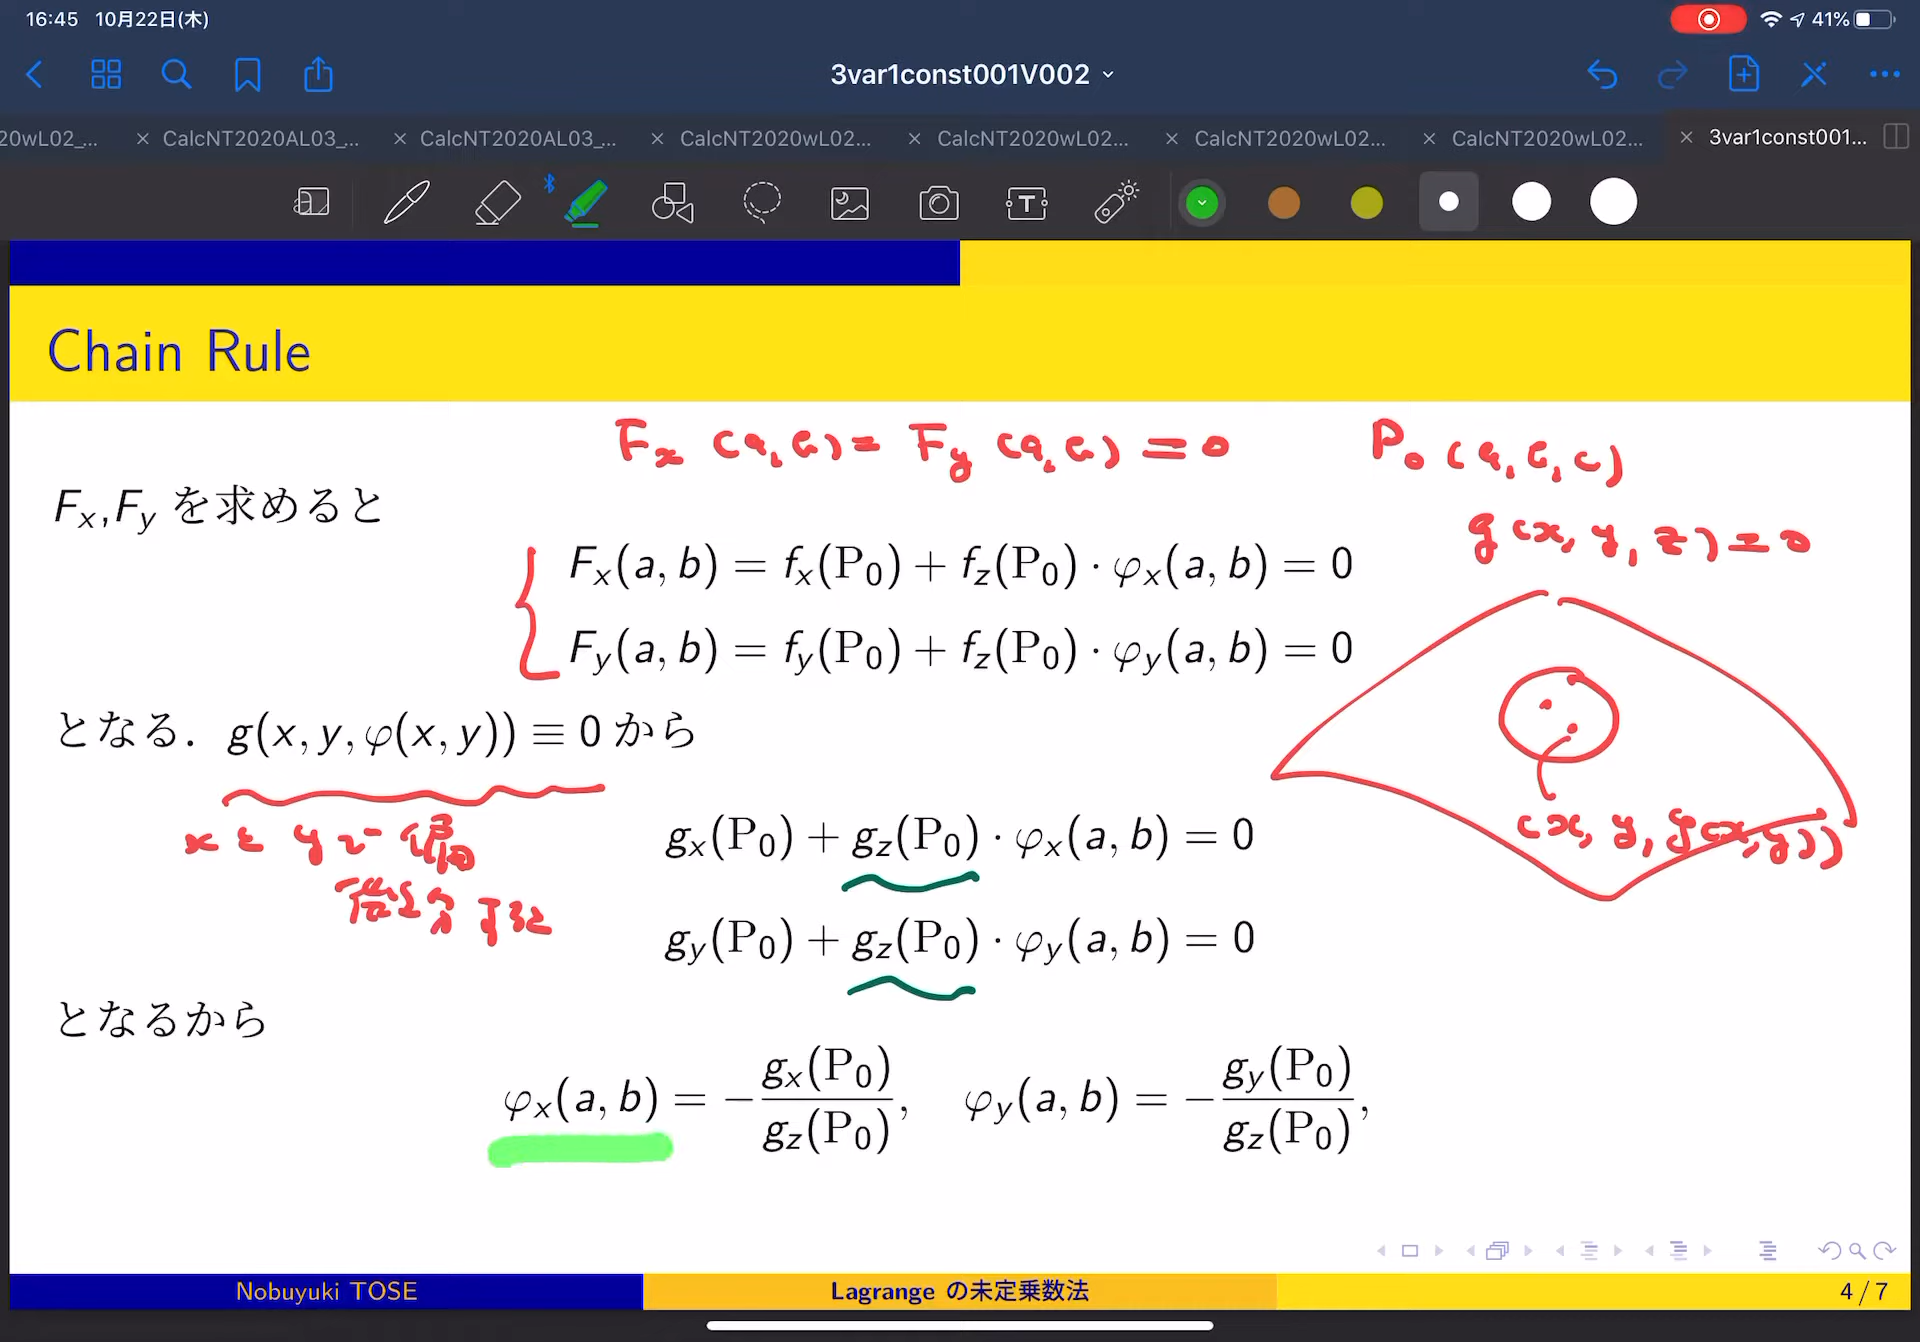 16:45 10月22日(木)
41%
3var1const001V002
20wL02_... CalcNT2020AL03_... CalcNT2020AL03_... CalcNT2020wL02... CalcNT2020wL02... CalcNT2020wL02... CalcNT2020wL02... 3var1const001...
Chain Rule
Fx (a,b) = Fy (a,b) = 0
P0 (a, b, c)
Fx,Fy を求めると
g(x, y, z) = 0
Fx(a, b) = fx(P0) + fz(P0) · φx(a, b) = 0
Fy(a, b) = fy(P0) + fz(P0) · φy(a, b) = 0
となる. g(x, y, φ(x, y)) ≡ 0 から
xとyで偏
微分すると
(x, y, φ(x,y))
gx(P0) + gz(P0) · φx(a, b) = 0
gy(P0) + gz(P0) · φy(a, b) = 0
となるから
φx(a, b) = − gx(P0)/gz(P0), φy(a, b) = − gy(P0)/gz(P0),
Nobuyuki TOSE
Lagrange の未定乗数法
4 / 7